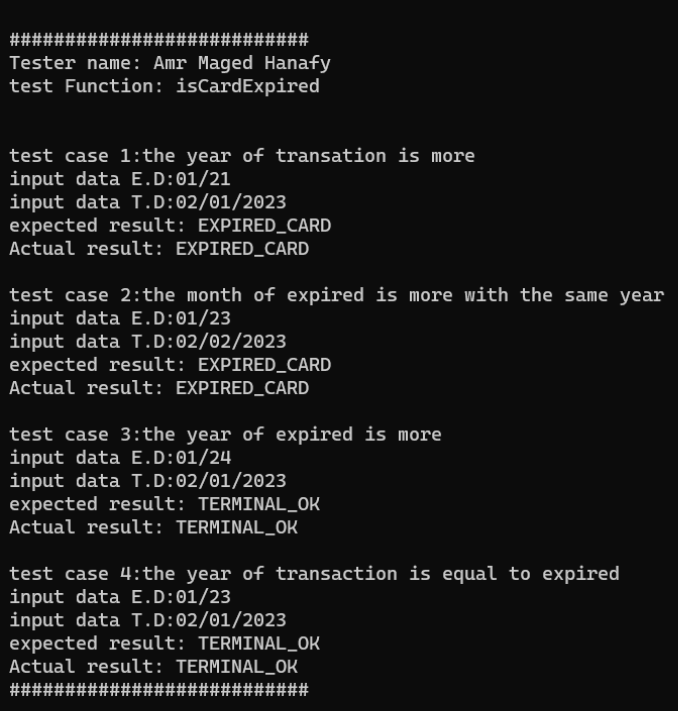 ###########################
Tester name: Amr Maged Hanafy
test Function: isCardExpired
test case 1:the year of transation is more
input data E.D:01/21
input data T.D:02/01/2023
expected result: EXPIRED_CARD
Actual result: EXPIRED_CARD
test case 2:the month of expired is more with the same year
input data E.D:01/23
input data T.D:02/02/2023
expected result: EXPIRED_CARD
Actual result: EXPIRED_CARD
test case 3:the year of expired is more
input data E.D:01/24
input data T.D:02/01/2023
expected result: TERMINAL_OK
Actual result: TERMINAL_OK
test case 4:the year of transaction is equal to expired
input data E.D:01/23
input data T.D:02/01/2023
expected result: TERMINAL_OK
Actual result: TERMINAL_OK
###########################